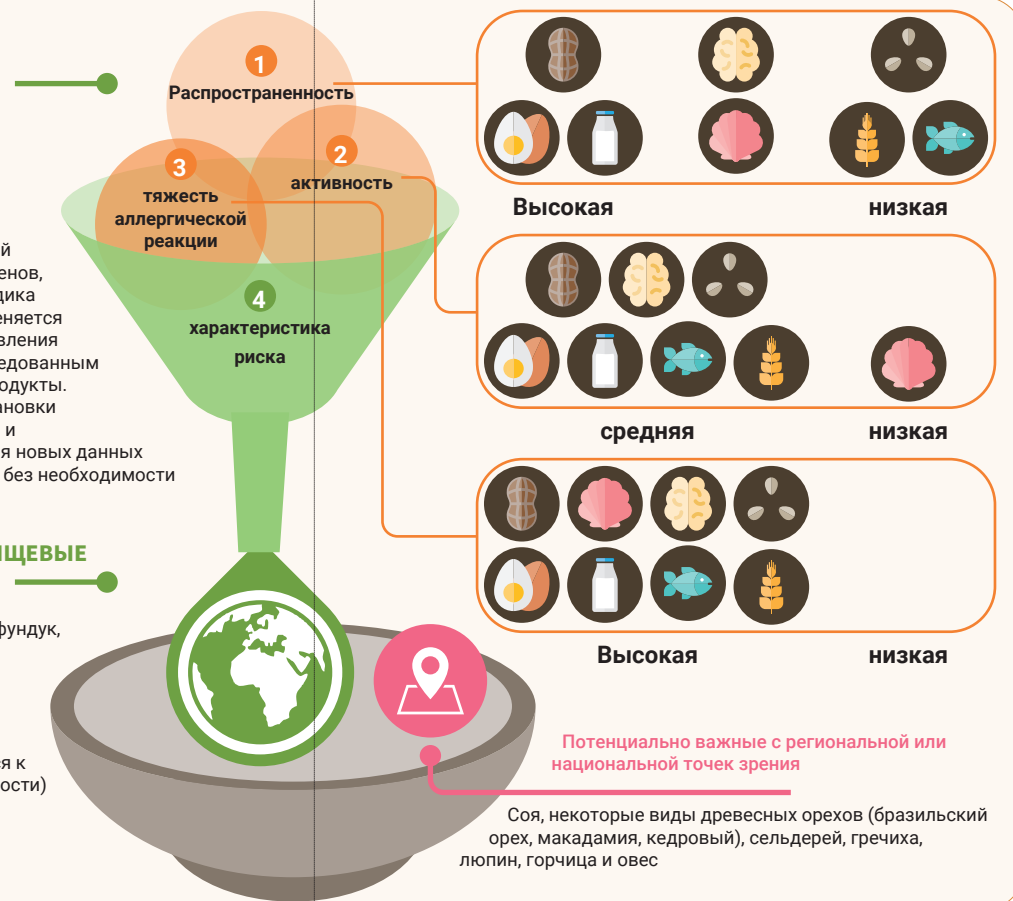 1
Распространенность
2
активность
3
тяжесть
аллергической
реакции
4
характеристика
риска
Высокая
низкая
средняя
низкая
Высокая
низкая
й
енов,
дика
еняется
вления
едованным
одукты.
ановки
и
я новых данных
без необходимости
ЩЕВЫЕ
фундук,
ся к
ости)
Потенциально важные с региональной или
национальной точек зрения
Соя, некоторые виды древесных орехов (бразильский
орех, макадамия, кедровый), сельдерей, гречиха,
люпин, горчица и овес